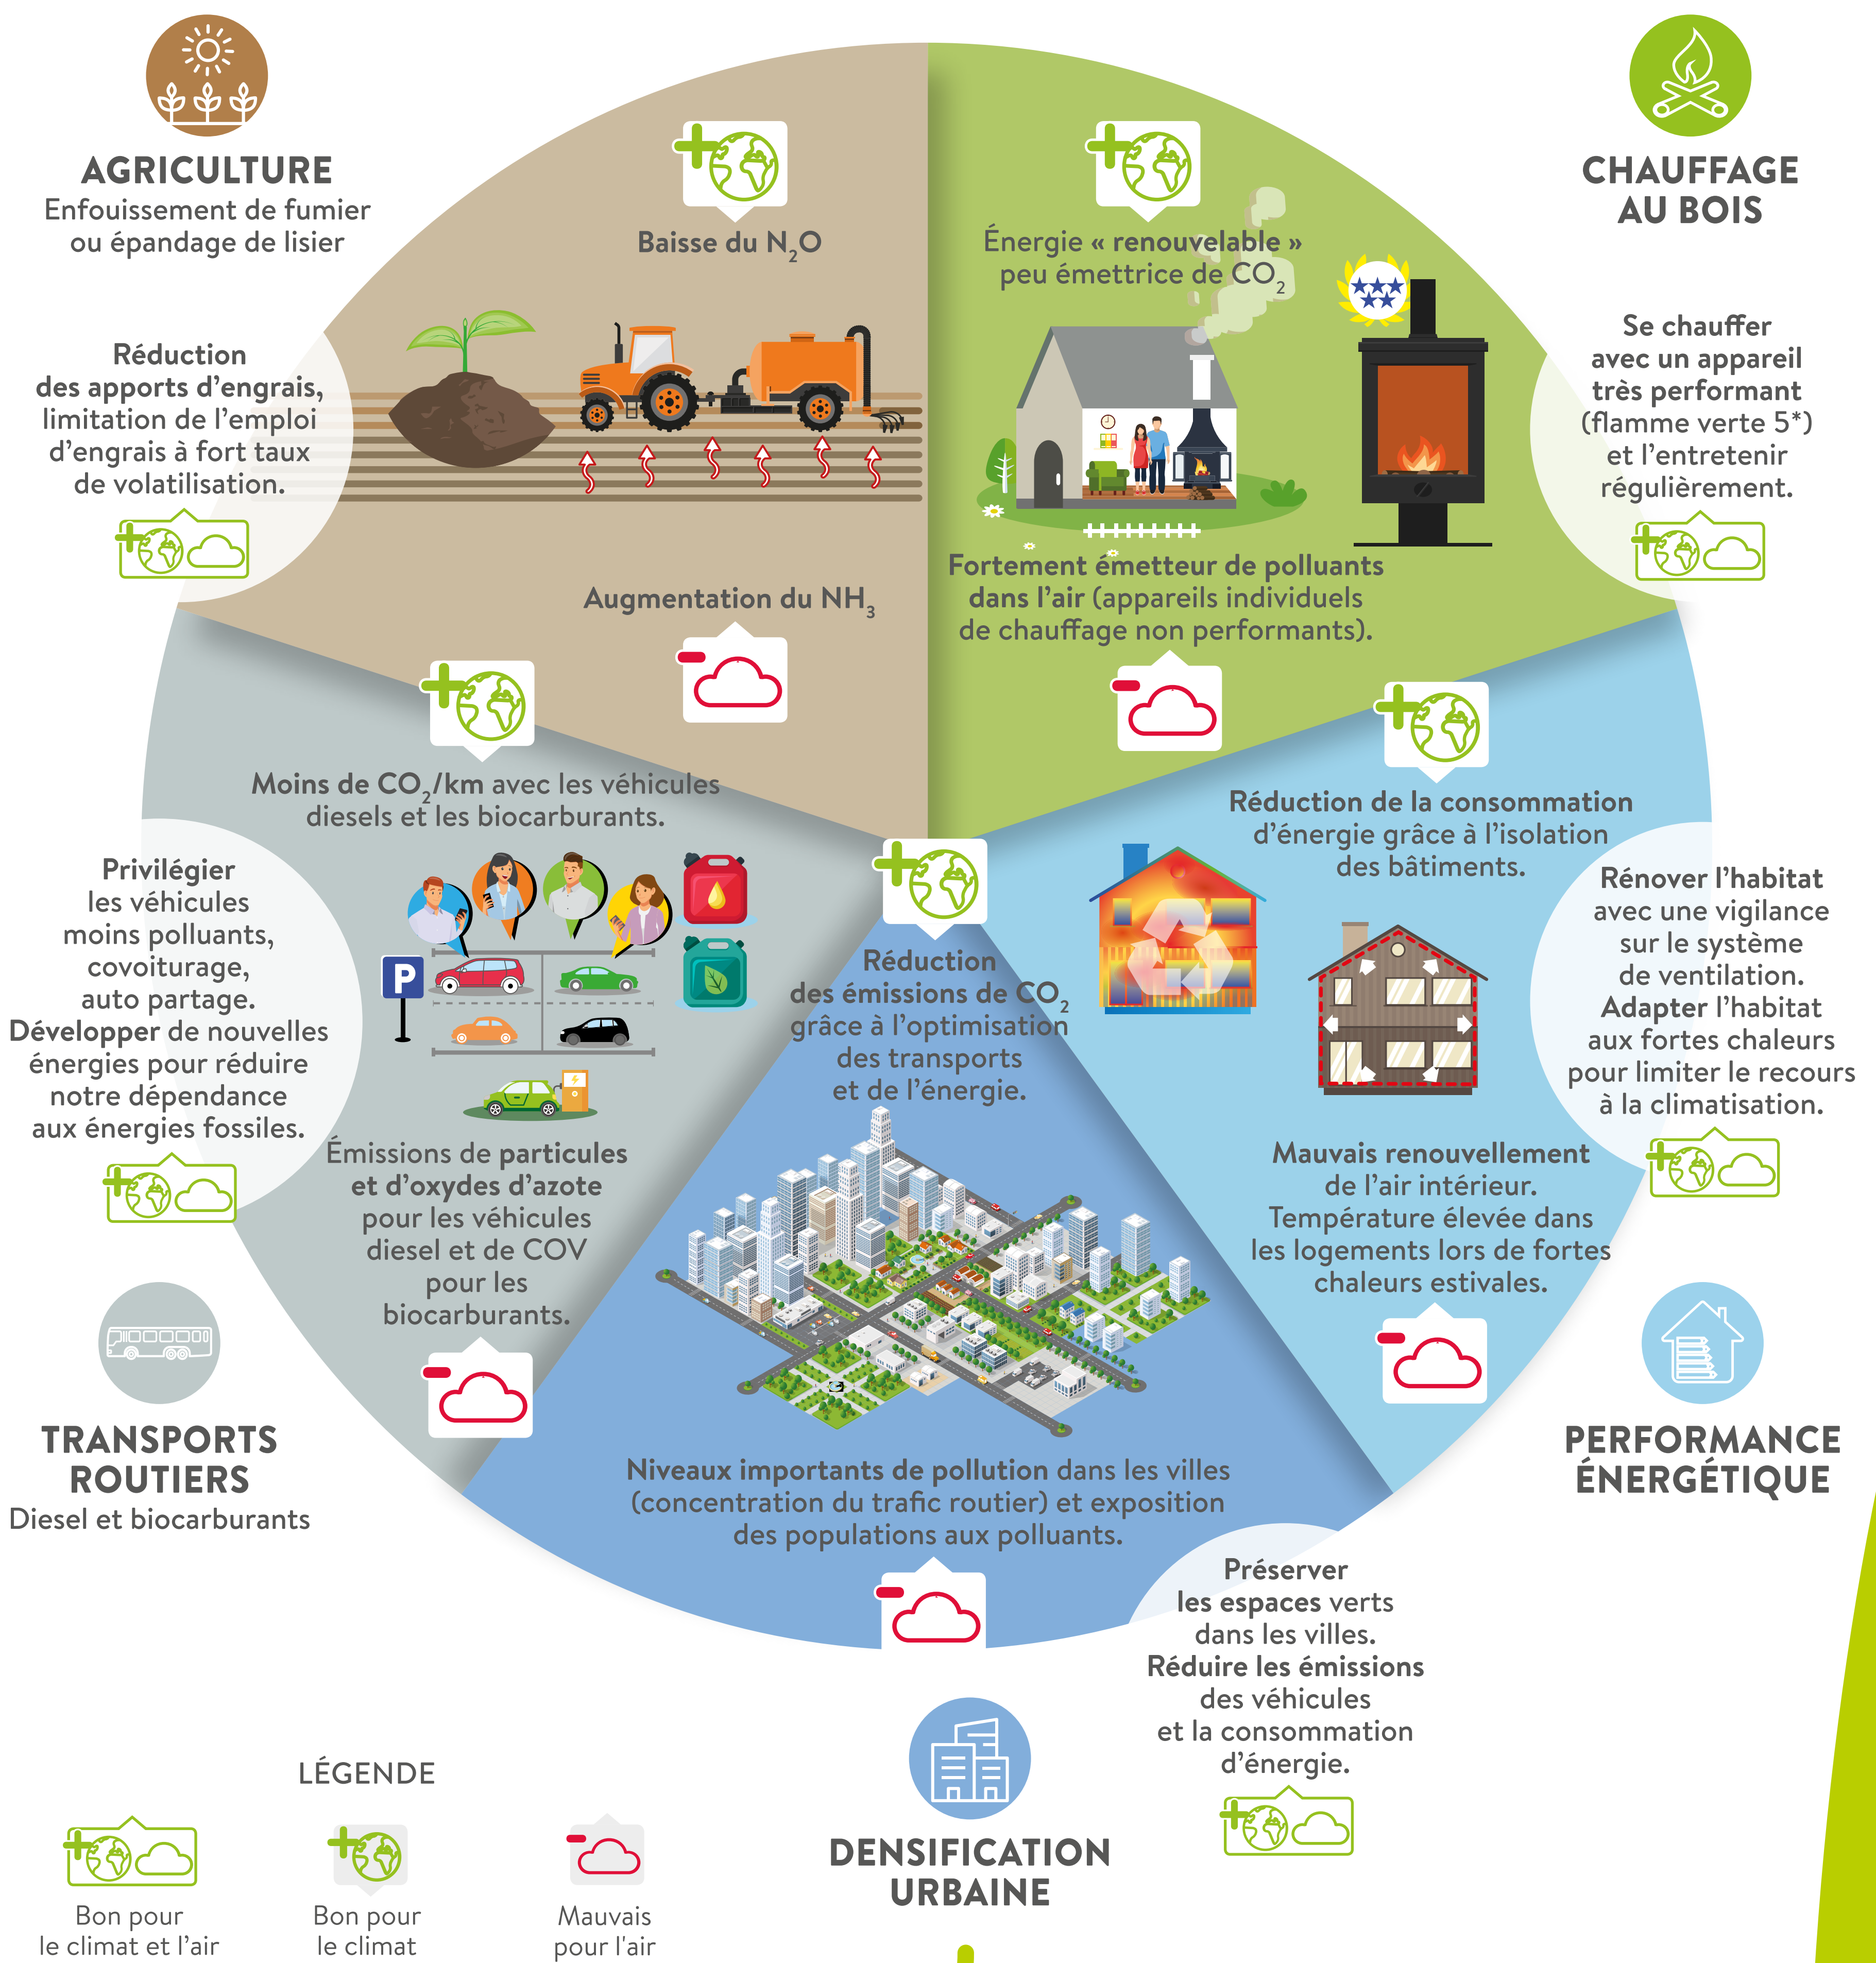 AGRICULTURE
Enfouissement de fumier
ou épandage de lisier
Baisse du N₂O
Réduction
des apports d’engrais,
limitation de l’emploi
d’engrais à fort taux
de volatilisation.
Augmentation du NH₃
CHAUFFAGE
AU BOIS
Énergie « renouvelable »
peu émettrice de CO₂
Se chauffer
avec un appareil
très performant
(flamme verte 5*)
et l’entretenir
régulièrement.
Fortement émetteur de polluants
dans l’air (appareils individuels
de chauffage non performants).
Moins de CO₂/km avec les véhicules
diesels et les biocarburants.
Privilégier
les véhicules
moins polluants,
covoiturage,
auto partage.
Développer de nouvelles
énergies pour réduire
notre dépendance
aux énergies fossiles.
P
Émissions de particules
et d’oxydes d’azote
pour les véhicules
diesel et de COV
pour les
biocarburants.
TRANSPORTS
ROUTIERS
Diesel et biocarburants
Réduction
des émissions de CO₂
grâce à l’optimisation
des transports
et de l’énergie.
Niveaux importants de pollution dans les villes
(concentration du trafic routier) et exposition
des populations aux polluants.
Réduction de la consommation
d’énergie grâce à l’isolation
des bâtiments.
Rénover l’habitat
avec une vigilance
sur le système
de ventilation.
Adapter l’habitat
aux fortes chaleurs
pour limiter le recours
à la climatisation.
Mauvais renouvellement
de l’air intérieur.
Température élevée dans
les logements lors de fortes
chaleurs estivales.
PERFORMANCE
ÉNERGÉTIQUE
Préserver
les espaces verts
dans les villes.
Réduire les émissions
des véhicules
et la consommation
d’énergie.
DENSIFICATION
URBAINE
LÉGENDE
Bon pour
le climat et l’air
Bon pour
le climat
Mauvais
pour l'air